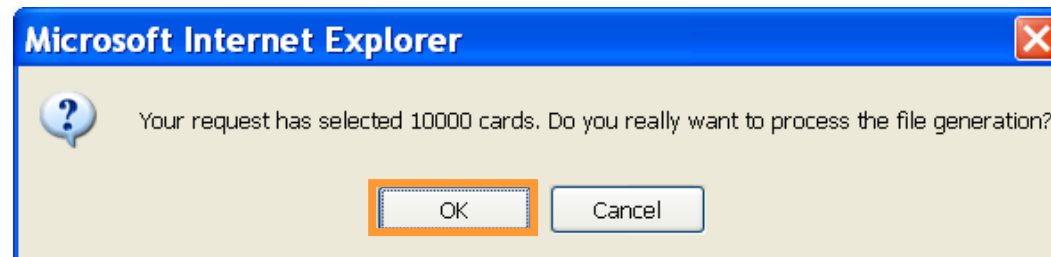 Microsoft Internet Explorer
Your request has selected 10000 cards. Do you really want to process the file generation?
OK
Cancel